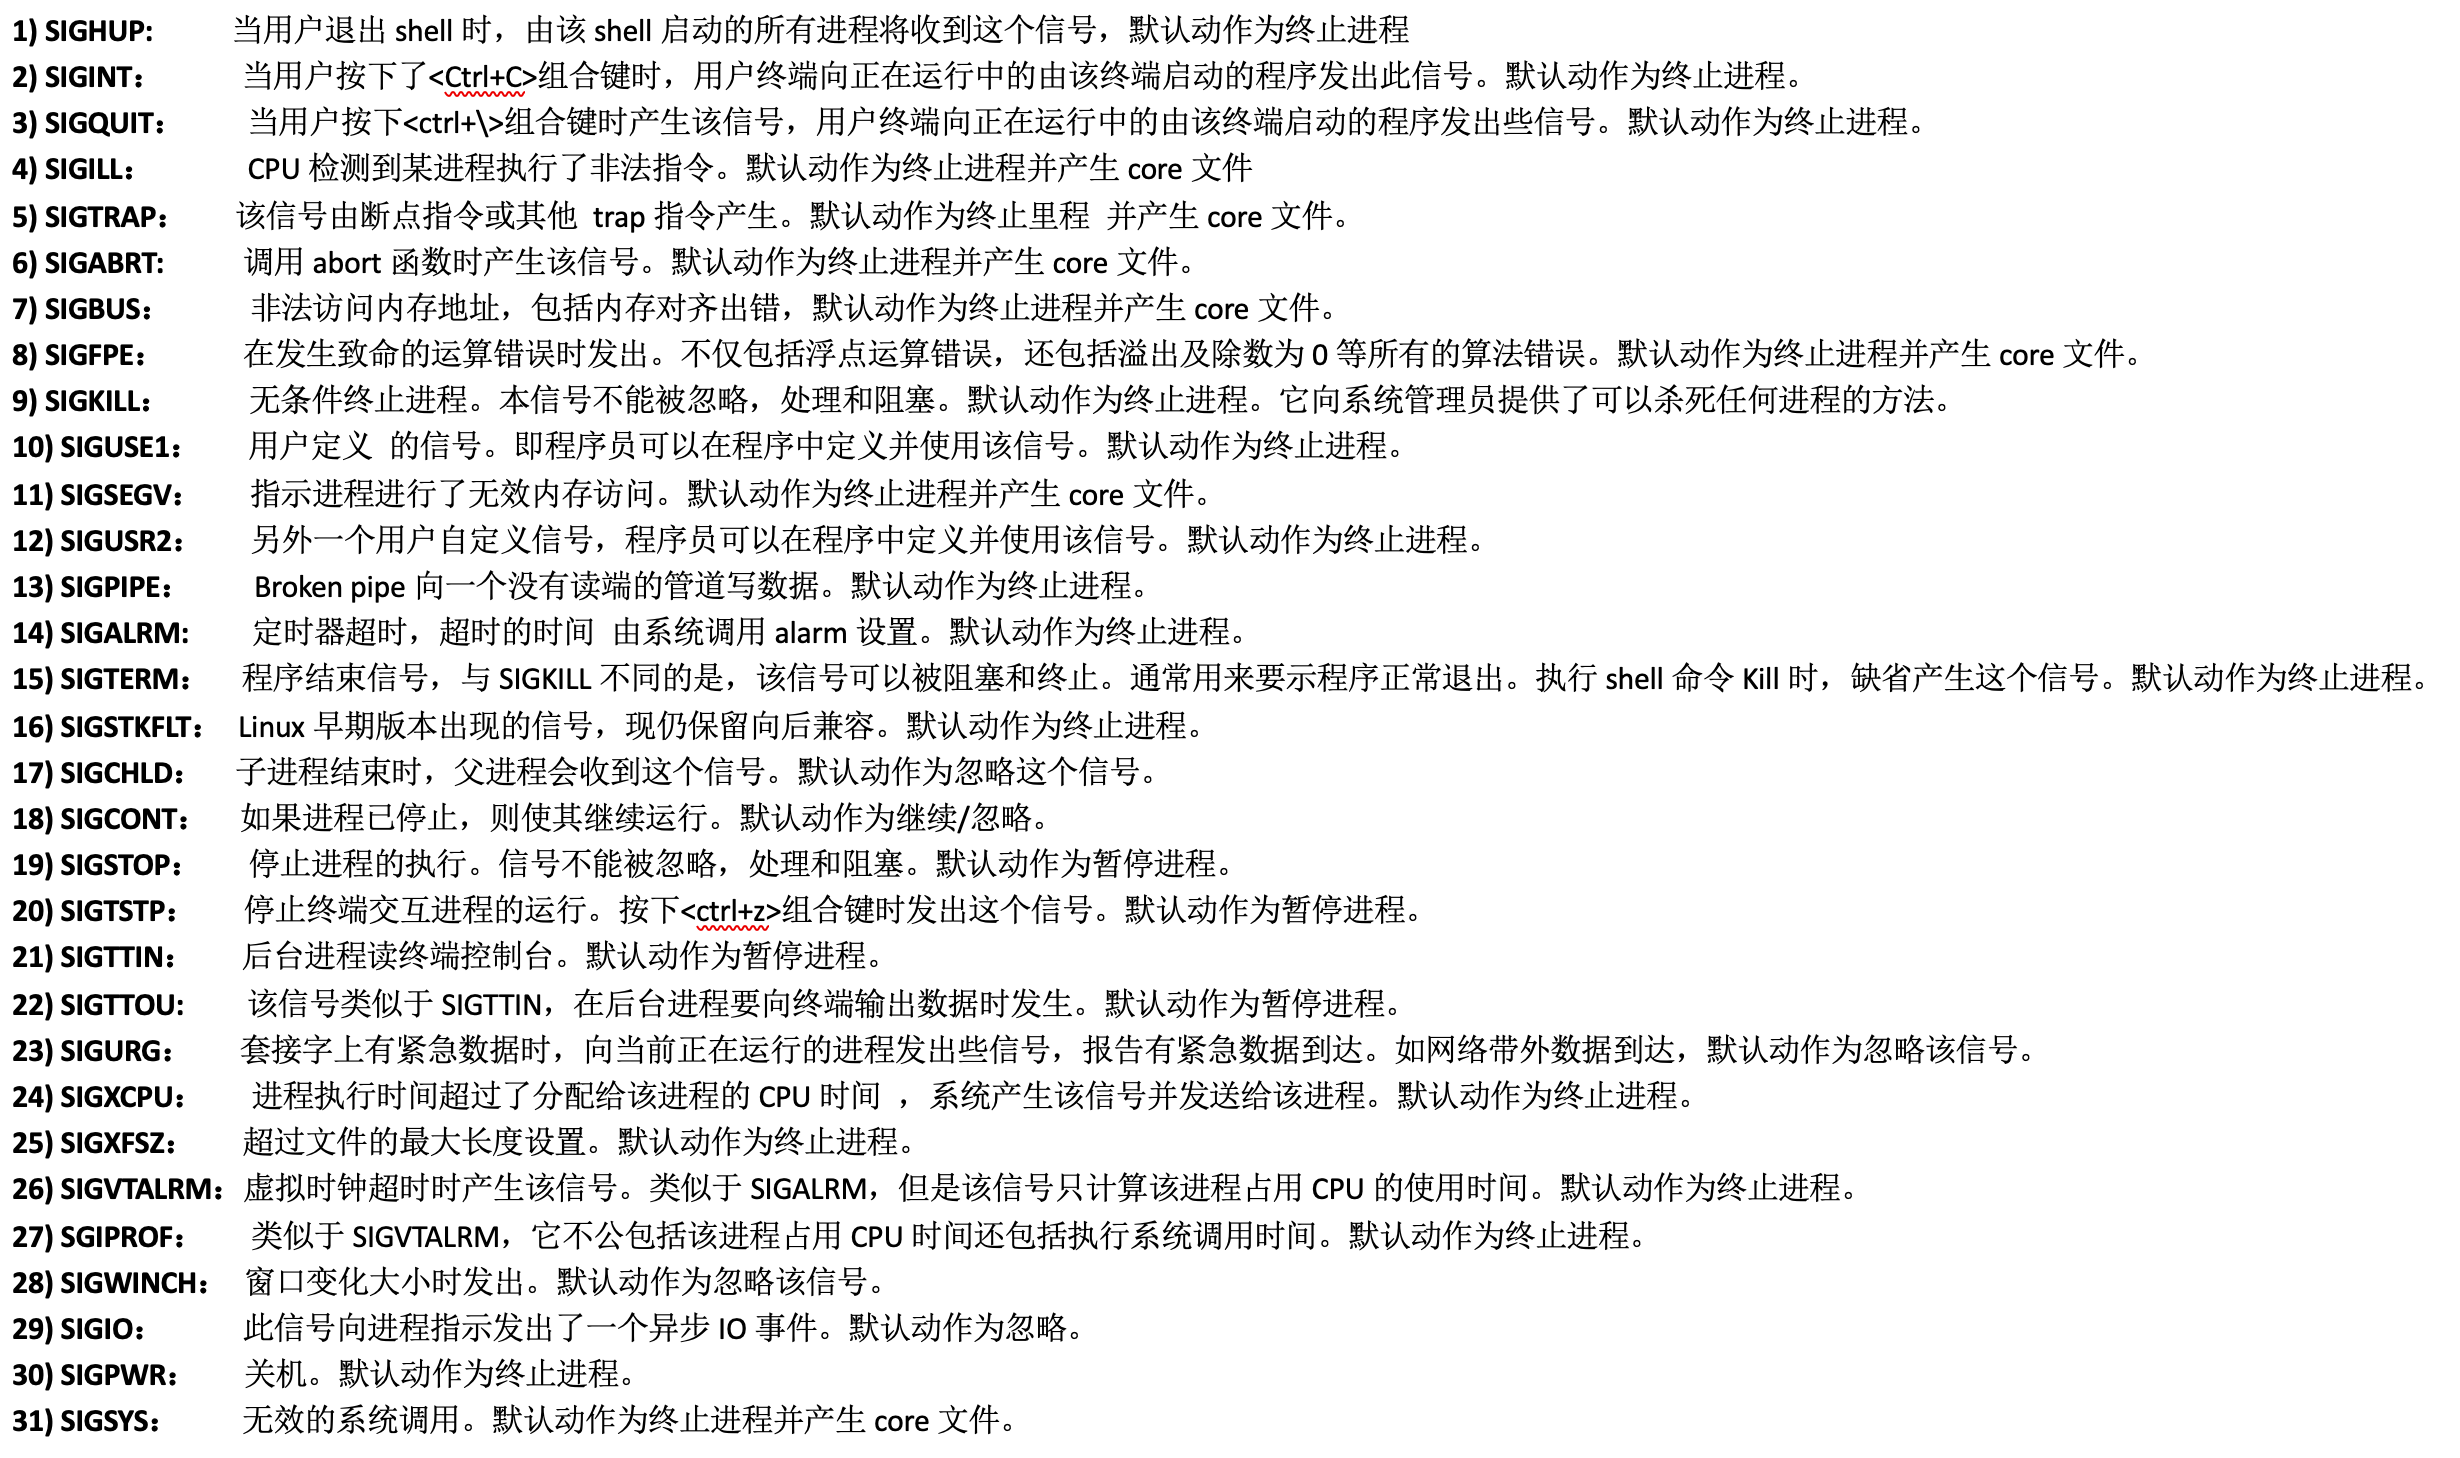 1) SIGHUP: 当用户退出 shell 时，由该 shell 启动的所有进程将收到这个信号，默认动作为终止进程
2) SIGINT： 当用户按下了<Ctrl+C>组合键时，用户终端向正在运行中的由该终端启动的程序发出此信号。默认动作为终止进程。
3) SIGQUIT： 当用户按下<ctrl+\>组合键时产生该信号，用户终端向正在运行中的由该终端启动的程序发出些信号。默认动作为终止进程。
4) SIGILL： CPU 检测到某进程执行了非法指令。默认动作为终止进程并产生 core 文件
5) SIGTRAP： 该信号由断点指令或其他 trap 指令产生。默认动作为终止里程 并产生 core 文件。
6) SIGABRT: 调用 abort 函数时产生该信号。默认动作为终止进程并产生 core 文件。
7) SIGBUS： 非法访问内存地址，包括内存对齐出错，默认动作为终止进程并产生 core 文件。
8) SIGFPE： 在发生致命的运算错误时发出。不仅包括浮点运算错误，还包括溢出及除数为 0 等所有的算法错误。默认动作为终止进程并产生 core 文件。
9) SIGKILL： 无条件终止进程。本信号不能被忽略，处理和阻塞。默认动作为终止进程。它向系统管理员提供了可以杀死任何进程的方法。
10) SIGUSE1： 用户定义 的信号。即程序员可以在程序中定义并使用该信号。默认动作为终止进程。
11) SIGSEGV： 指示进程进行了无效内存访问。默认动作为终止进程并产生 core 文件。
12) SIGUSR2： 另外一个用户自定义信号，程序员可以在程序中定义并使用该信号。默认动作为终止进程。
13) SIGPIPE： Broken pipe 向一个没有读端的管道写数据。默认动作为终止进程。
14) SIGALRM: 定时器超时，超时的时间 由系统调用 alarm 设置。默认动作为终止进程。
15) SIGTERM： 程序结束信号，与 SIGKILL 不同的是，该信号可以被阻塞和终止。通常用来要示程序正常退出。执行 shell 命令 Kill 时，缺省产生这个信号。默认动作为终止进程。
16) SIGSTKFLT： Linux 早期版本出现的信号，现仍保留向后兼容。默认动作为终止进程。
17) SIGCHLD： 子进程结束时，父进程会收到这个信号。默认动作为忽略这个信号。
18) SIGCONT： 如果进程已停止，则使其继续运行。默认动作为继续/忽略。
19) SIGSTOP： 停止进程的执行。信号不能被忽略，处理和阻塞。默认动作为暂停进程。
20) SIGTSTP： 停止终端交互进程的运行。按下<ctrl+z>组合键时发出这个信号。默认动作为暂停进程。
21) SIGTTIN： 后台进程读终端控制台。默认动作为暂停进程。
22) SIGTTOU: 该信号类似于 SIGTTIN，在后台进程要向终端输出数据时发生。默认动作为暂停进程。
23) SIGURG： 套接字上有紧急数据时，向当前正在运行的进程发出些信号，报告有紧急数据到达。如网络带外数据到达，默认动作为忽略该信号。
24) SIGXCPU： 进程执行时间超过了分配给该进程的 CPU 时间 ，系统产生该信号并发送给该进程。默认动作为终止进程。
25) SIGXFSZ： 超过文件的最大长度设置。默认动作为终止进程。
26) SIGVTALRM： 虚拟时钟超时时产生该信号。类似于 SIGALRM，但是该信号只计算该进程占用 CPU 的使用时间。默认动作为终止进程。
27) SGIPROF： 类似于 SIGVTALRM，它不公包括该进程占用 CPU 时间还包括执行系统调用时间。默认动作为终止进程。
28) SIGWINCH： 窗口变化大小时发出。默认动作为忽略该信号。
29) SIGIO： 此信号向进程指示发出了一个异步 IO 事件。默认动作为忽略。
30) SIGPWR： 关机。默认动作为终止进程。
31) SIGSYS： 无效的系统调用。默认动作为终止进程并产生 core 文件。